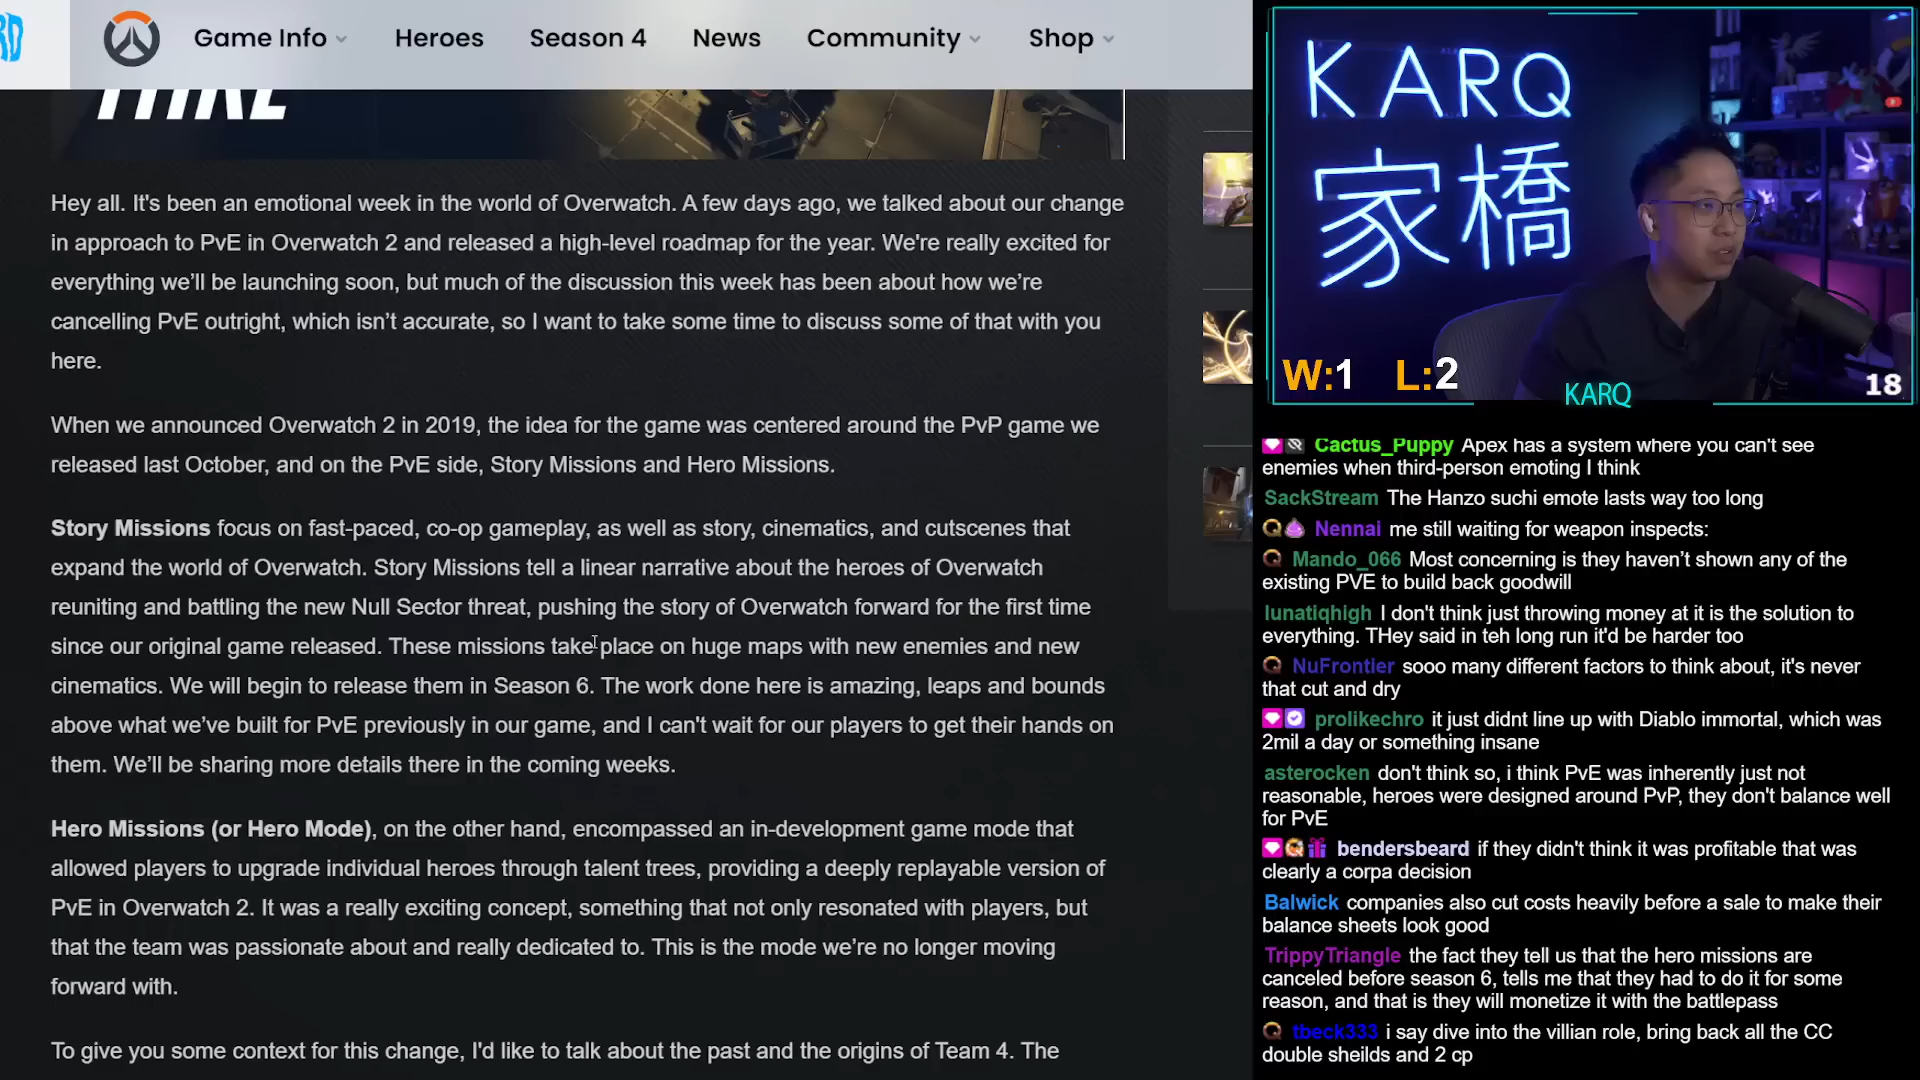 Game Info
Heroes
Season 4
News
Community
Shop
Hey all. It's been an emotional week in the world of Overwatch. A few days ago, we talked about our change
in approach to PvE in Overwatch 2 and released a high-level roadmap for the year. We're really excited for
everything we’ll be launching soon, but much of the discussion this week has been about how we’re
cancelling PvE outright, which isn’t accurate, so I want to take some time to discuss some of that with you
here.
When we announced Overwatch 2 in 2019, the idea for the game was centered around the PvP game we
released last October, and on the PvE side, Story Missions and Hero Missions.
Story Missions focus on fast-paced, co-op gameplay, as well as story, cinematics, and cutscenes that
expand the world of Overwatch. Story Missions tell a linear narrative about the heroes of Overwatch
reuniting and battling the new Null Sector threat, pushing the story of Overwatch forward for the first time
since our original game released. These missions take place on huge maps with new enemies and new
cinematics. We will begin to release them in Season 6. The work done here is amazing, leaps and bounds
above what we’ve built for PvE previously in our game, and I can't wait for our players to get their hands on
them. We’ll be sharing more details there in the coming weeks.
Hero Missions (or Hero Mode), on the other hand, encompassed an in-development game mode that
allowed players to upgrade individual heroes through talent trees, providing a deeply replayable version of
PvE in Overwatch 2. It was a really exciting concept, something that not only resonated with players, but
that the team was passionate about and really dedicated to. This is the mode we’re no longer moving
forward with.
To give you some context for this change, I'd like to talk about the past and the origins of Team 4. The
KARQ
家橋
W:1 L:2
KARQ
18
Cactus_Puppy Apex has a system where you can't see
enemies when third-person emoting I think
SackStream The Hanzo suchi emote lasts way too long
Nennai me still waiting for weapon inspects:
Mando_066 Most concerning is they haven’t shown any of the
existing PVE to build back goodwill
lunatiqhigh I don't think just throwing money at it is the solution to
everything. THey said in teh long run it'd be harder too
NuFrontier sooo many different factors to think about, it's never
that cut and dry
prolikechro it just didnt line up with Diablo immortal, which was
2mil a day or something insane
asterocken don't think so, i think PvE was inherently just not
reasonable, heroes were designed around PvP, they don't balance well
for PvE
bendersbeard if they didn't think it was profitable that was
clearly a corpa decision
Balwick companies also cut costs heavily before a sale to make their
balance sheets look good
TrippyTriangle the fact they tell us that the hero missions are
canceled before season 6, tells me that they had to do it for some
reason, and that is they will monetize it with the battlepass
tbeck333 i say dive into the villian role, bring back all the CC
double sheilds and 2 cp